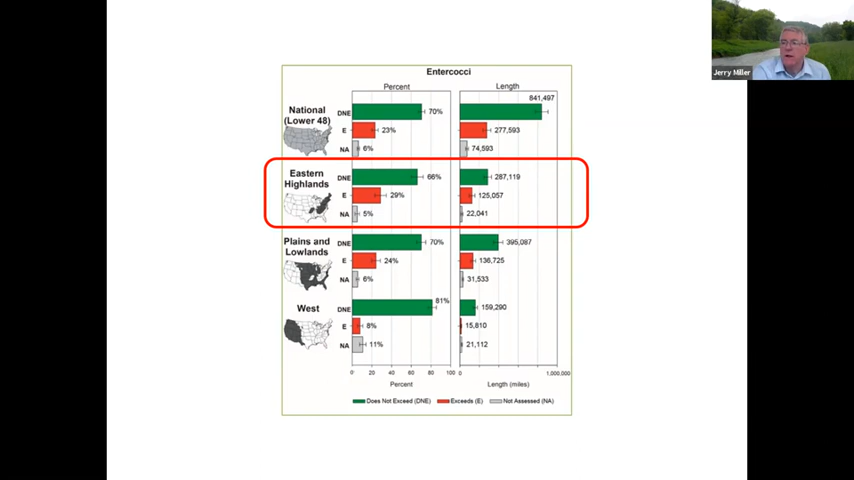 Jerry Miller
Entercocci
Percent Length
National (Lower 48)
DNE 70% 841,497
E 23% 277,593
NA 6% 74,593
Eastern Highlands
DNE 66% 287,119
E 29% 125,057
NA 5% 22,041
Plains and Lowlands
DNE 70% 395,087
E 24% 136,725
NA 6% 31,533
West
DNE 81% 159,290
E 8% 15,810
NA 11% 21,112
0 20 40 60 80 100 0 1,000,000
Percent Length (miles)
Does Not Exceed (DNE) Exceeds (E) Not Assessed (NA)